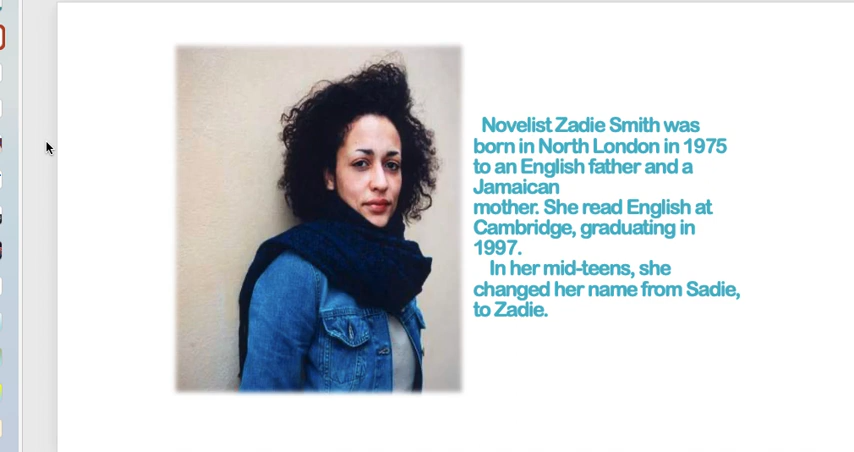 Novelist Zadie Smith was
born in North London in 1975
to an English father and a
Jamaican
mother. She read English at
Cambridge, graduating in
1997.
In her mid-teens, she
changed her name from Sadie,
to Zadie.